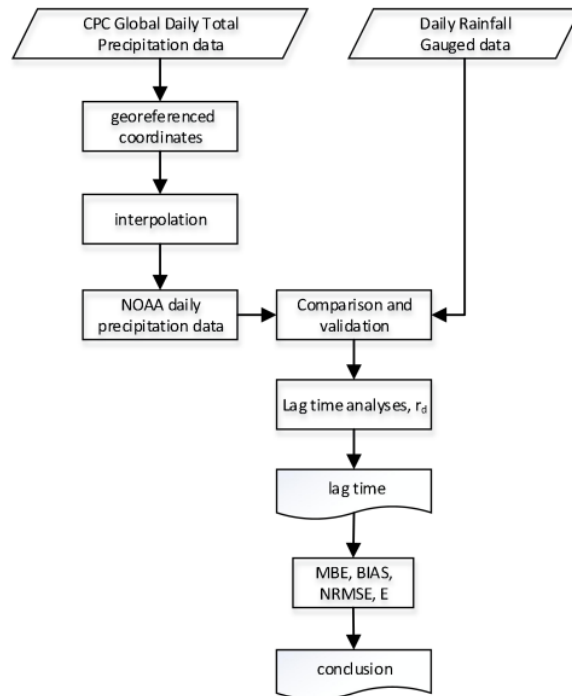 CPC Global Daily Total
Precipitation data
Daily Rainfall
Gauged data
georeferenced
coordinates
interpolation
NOAA daily
precipitation data
Comparison and
validation
Lag time analyses, r_d
lag time
MBE, BIAS,
NRMSE, E
conclusion